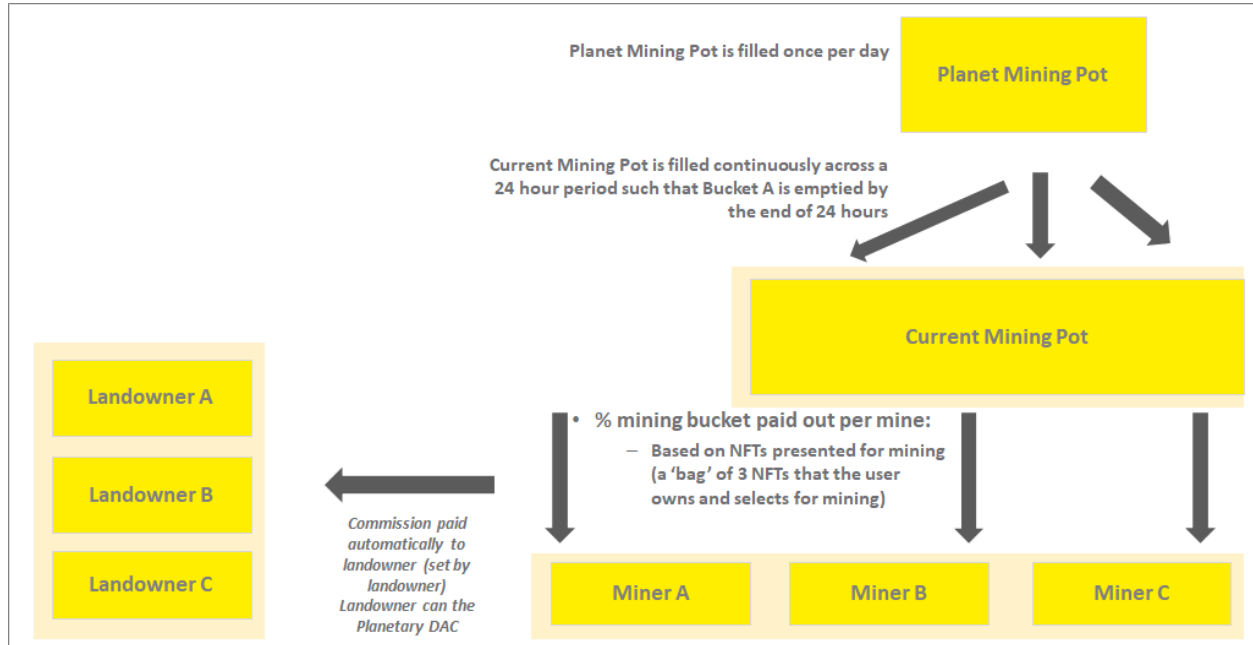 Planet Mining Pot is filled once per day
Planet Mining Pot
Current Mining Pot is filled continuously across a
24 hour period such that Bucket A is emptied by
the end of 24 hours
Current Mining Pot
Landowner A
Landowner B
Landowner C
• % mining bucket paid out per mine:
– Based on NFTs presented for mining
(a ‘bag’ of 3 NFTs that the user
owns and selects for mining)
Commission paid
automatically to
landowner (set by
landowner)
Landowner can the
Planetary DAC
Miner A
Miner B
Miner C